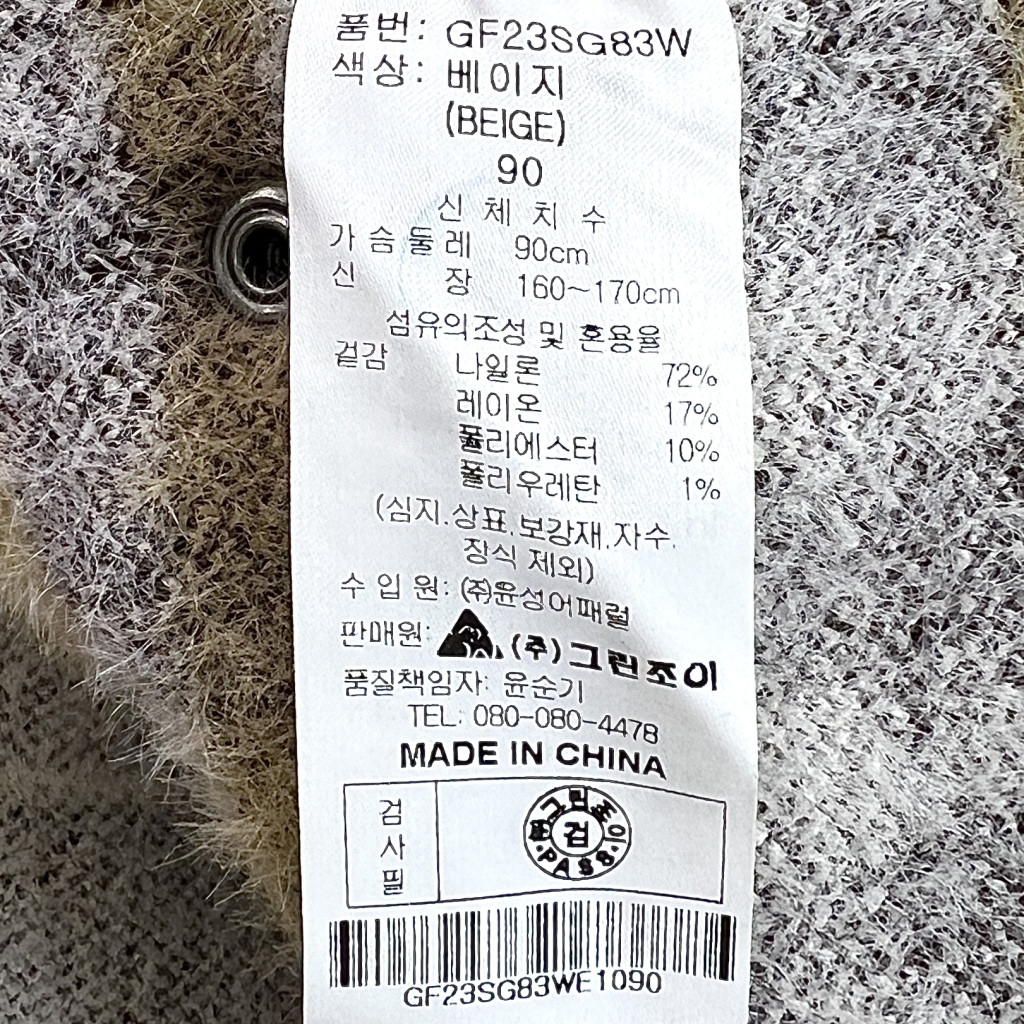 품번: GF23SG83W
색상: 베이지
(BEIGE)
90
신 체 치 수
가 슴 둘 레 90cm
신 장 160~170cm
섬유의조성 및 혼용율
겉감 나일론 72%
레이온 17%
폴리에스터 10%
폴리우레탄 1%
(심지.상표.보강재.자수.
장식 제외)
수 입 원: (주)윤성어패럴
판매원: (주)그린조이
품질책임자: 윤순기
TEL: 080-080-4478
MADE IN CHINA
검
사
필
그린조이
검
PASS
GF23SG83WE1090